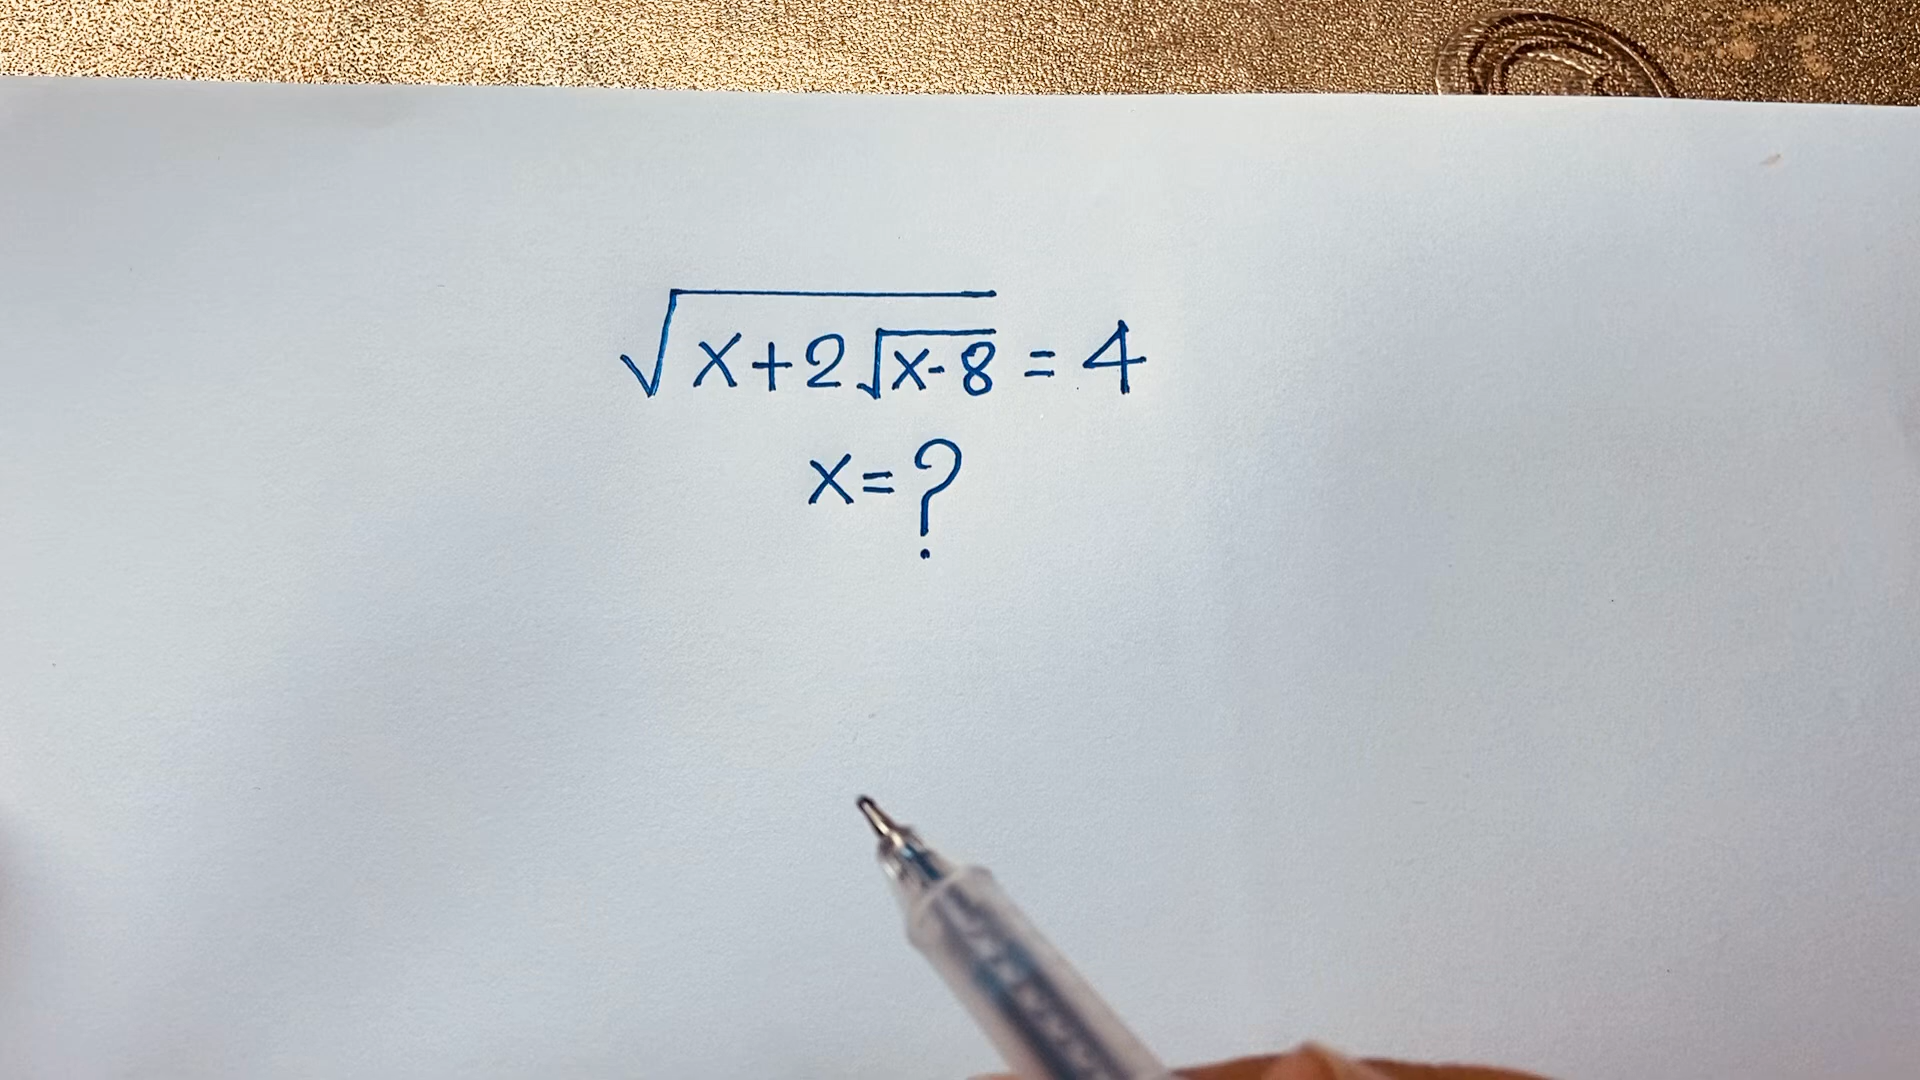 √(x+2√(x-8)) = 4
x=?